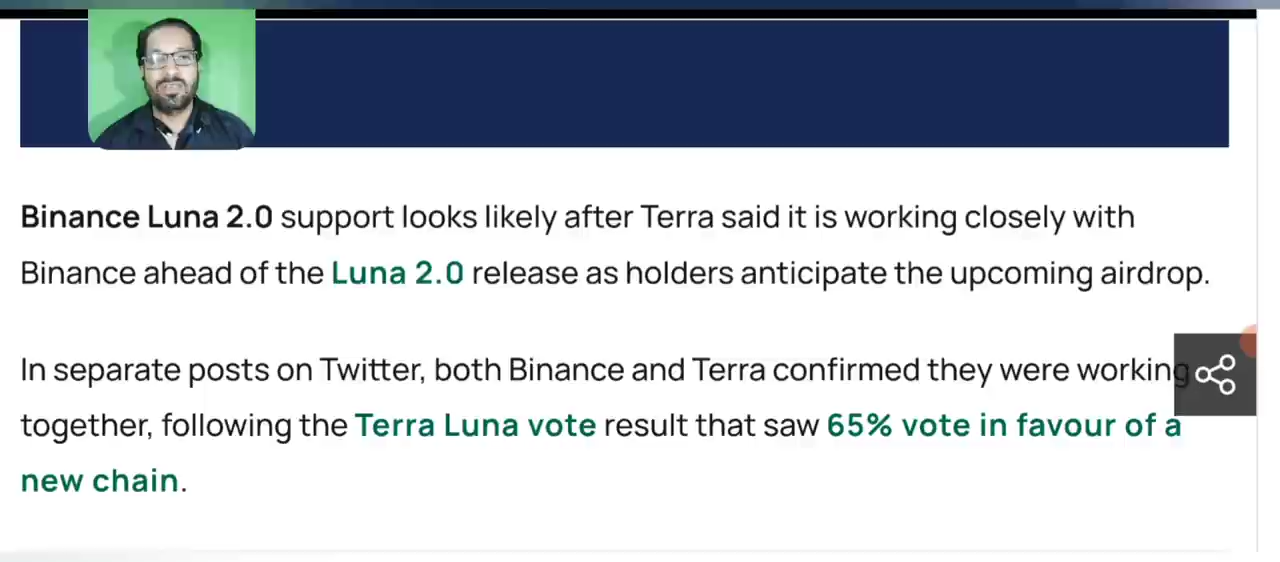 Binance Luna 2.0 support looks likely after Terra said it is working closely with
Binance ahead of the Luna 2.0 release as holders anticipate the upcoming airdrop.
In separate posts on Twitter, both Binance and Terra confirmed they were working
together, following the Terra Luna vote result that saw 65% vote in favour of a
new chain.